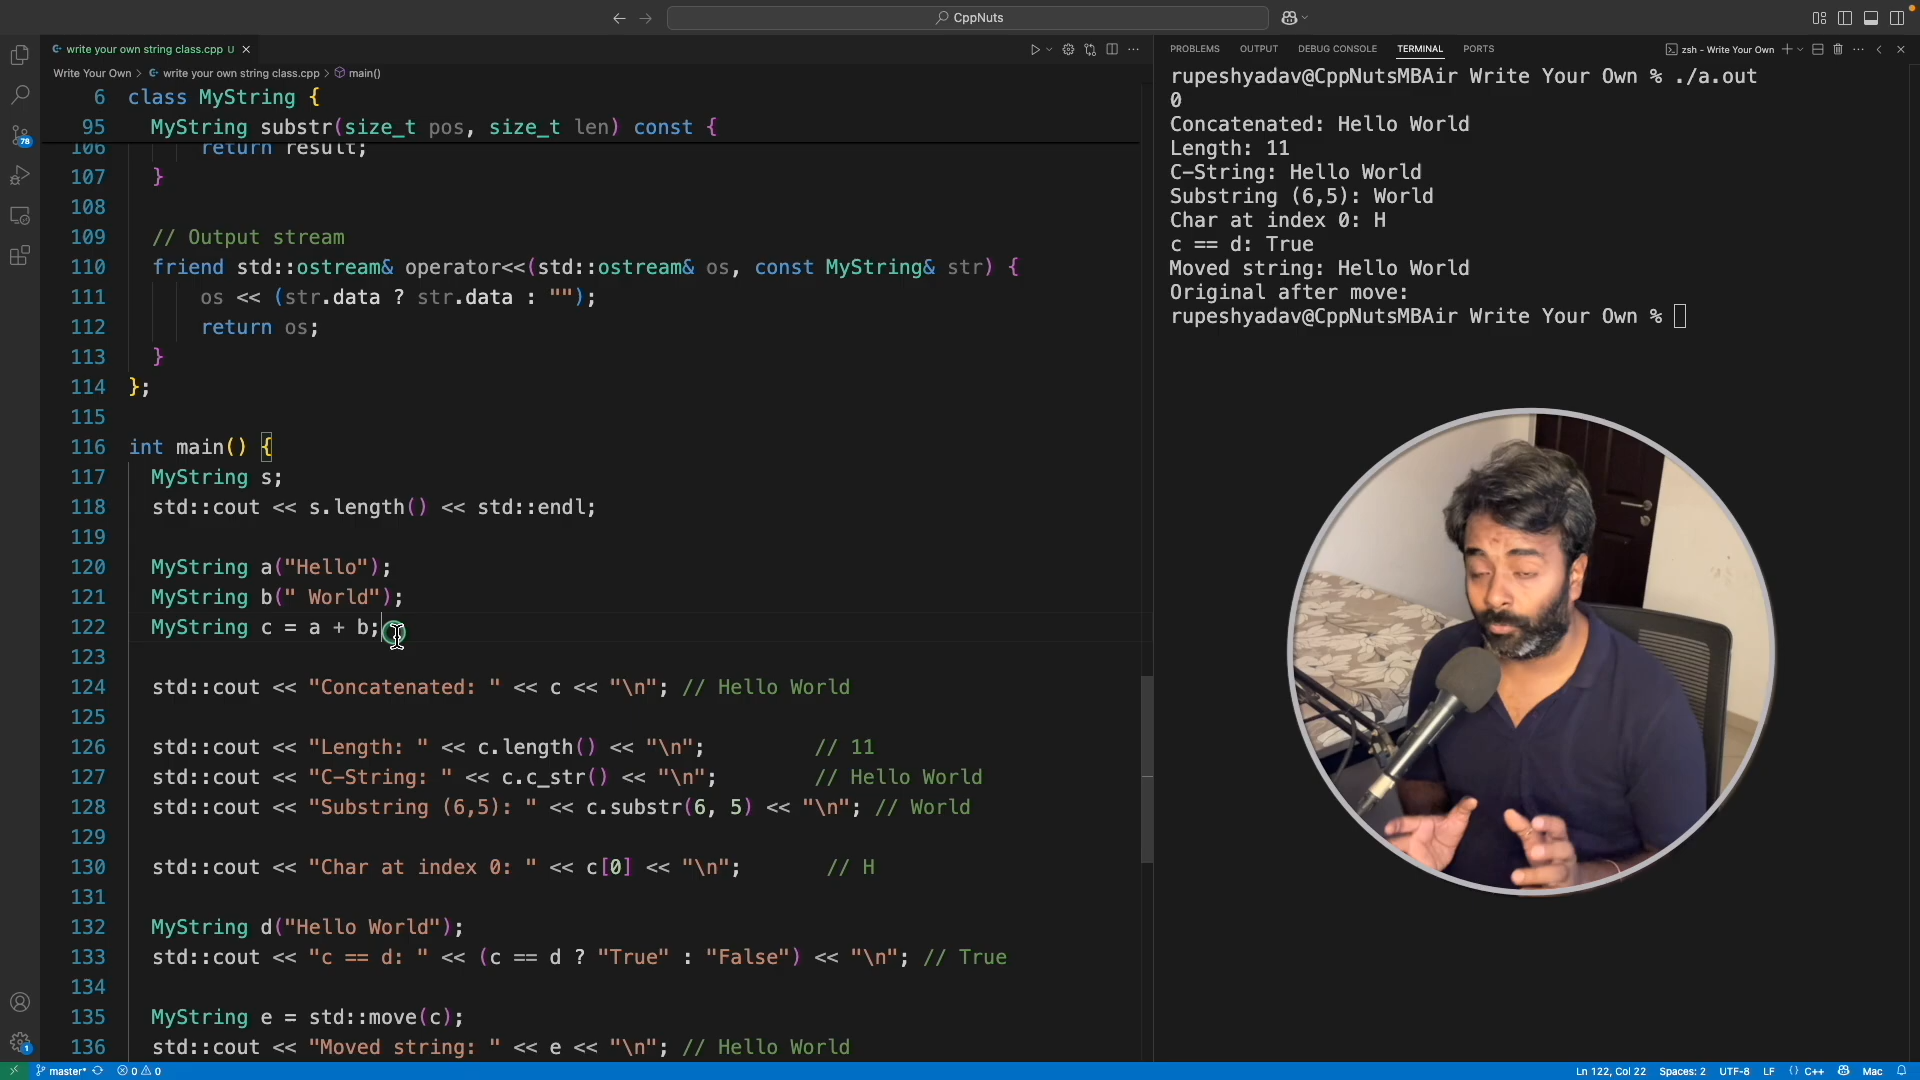 CppNuts
write your own string class.cpp U
Write Your Own > write your own string class.cpp > main()
6 class MyString {
95 MyString substr(size_t pos, size_t len) const {
106 return result;
107 }
108
109 // Output stream
110 friend std::ostream& operator<<(std::ostream& os, const MyString& str) {
111 os << (str.data ? str.data : "");
112 return os;
113 }
114 };
115
116 int main() {
117 MyString s;
118 std::cout << s.length() << std::endl;
119
120 MyString a("Hello");
121 MyString b(" World");
122 MyString c = a + b;
123
124 std::cout << "Concatenated: " << c << "\n"; // Hello World
125
126 std::cout << "Length: " << c.length() << "\n"; // 11
127 std::cout << "C-String: " << c.c_str() << "\n"; // Hello World
128 std::cout << "Substring (6,5): " << c.substr(6, 5) << "\n"; // World
129
130 std::cout << "Char at index 0: " << c[0] << "\n"; // H
131
132 MyString d("Hello World");
133 std::cout << "c == d: " << (c == d ? "True" : "False") << "\n"; // True
134
135 MyString e = std::move(c);
136 std::cout << "Moved string: " << e << "\n"; // Hello World
PROBLEMS OUTPUT DEBUG CONSOLE TERMINAL PORTS
zsh - Write Your Own
rupeshyadav@CppNutsMBAir Write Your Own % ./a.out
0
Concatenated: Hello World
Length: 11
C-String: Hello World
Substring (6,5): World
Char at index 0: H
c == d: True
Moved string: Hello World
Original after move:
rupeshyadav@CppNutsMBAir Write Your Own %
78
1
master* 0 0
Ln 122, Col 22 Spaces: 2 UTF-8 LF {} C++ Mac